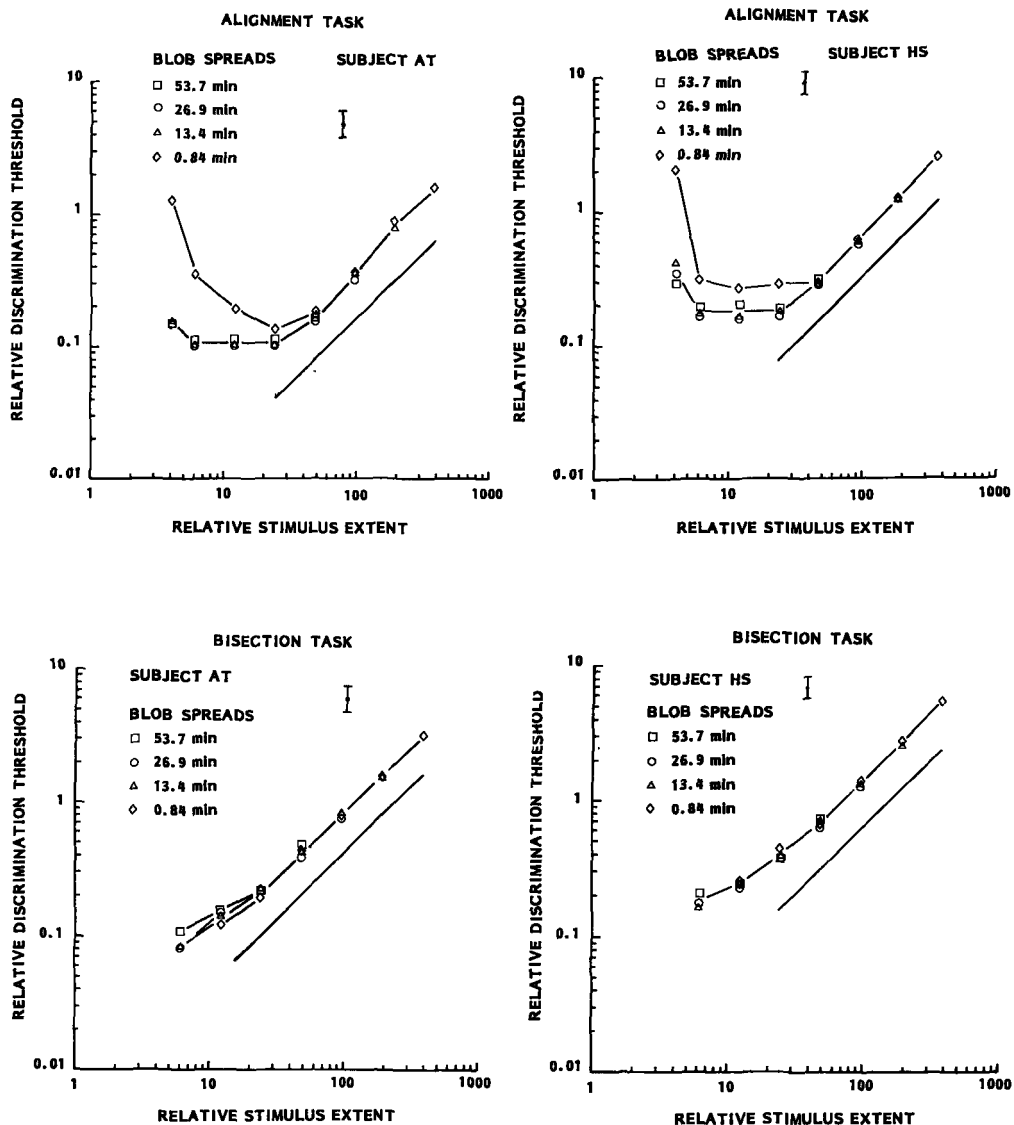 ALIGNMENT TASK
BLOB SPREADS
SUBJECT AT
53.7 min
26.9 min
13.4 min
0.84 min
10
1
0.1
0.01
1
10
100
1000
RELATIVE DISCRIMINATION THRESHOLD
RELATIVE STIMULUS EXTENT
ALIGNMENT TASK
BLOB SPREADS
SUBJECT HS
53.7 min
26.9 min
13.4 min
0.84 min
10
1
0.1
0.01
1
10
100
1000
RELATIVE DISCRIMINATION THRESHOLD
RELATIVE STIMULUS EXTENT
BISECTION TASK
SUBJECT AT
BLOB SPREADS
53.7 min
26.9 min
13.4 min
0.84 min
10
1
0.1
0.01
1
10
100
1000
RELATIVE DISCRIMINATION THRESHOLD
RELATIVE STIMULUS EXTENT
BISECTION TASK
SUBJECT HS
BLOB SPREADS
53.7 min
26.9 min
13.4 min
0.84 min
10
1
0.1
0.01
1
10
100
1000
RELATIVE DISCRIMINATION THRESHOLD
RELATIVE STIMULUS EXTENT